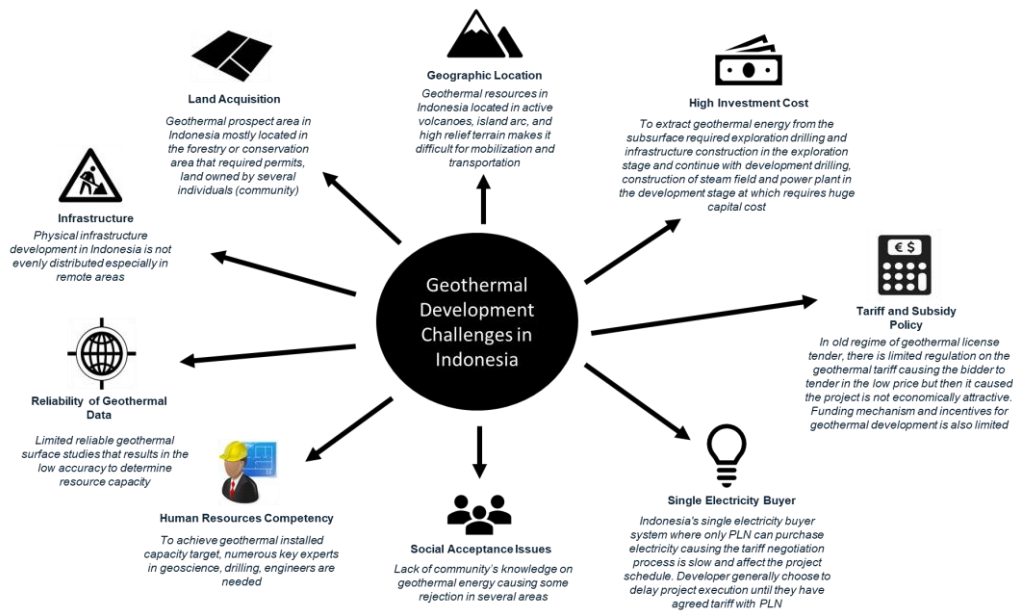 Geothermal
Development
Challenges in
Indonesia
Geographic Location
Geothermal resources in
Indonesia located in active
volcanoes, island arc, and
high relief terrain makes it
difficult for mobilization and
transportation
High Investment Cost
To extract geothermal energy from the
subsurface required exploration drilling and
infrastructure construction in the exploration
stage and continue with development drilling,
construction of steam field and power plant in
the development stage at which requires huge
capital cost
€ $
Tariff and Subsidy
Policy
In old regime of geothermal license
tender, there is limited regulation on the
geothermal tariff causing the bidder to
tender in the low price but then it caused
the project is not economically attractive.
Funding mechanism and incentives for
geothermal development is also limited
Single Electricity Buyer
Indonesia's single electricity buyer
system where only PLN can purchase
electricity causing the tariff negotiation
process is slow and affect the project
schedule. Developer generally choose to
delay project execution until they have
agreed tariff with PLN
Social Acceptance Issues
Lack of community's knowledge on
geothermal energy causing some
rejection in several areas
Human Resources Competency
To achieve geothermal installed
capacity target, numerous key experts
in geoscience, drilling, engineers are
needed
Reliability of Geothermal
Data
Limited reliable geothermal
surface studies that results in the
low accuracy to determine
resource capacity
Infrastructure
Physical infrastructure
development in Indonesia is not
evenly distributed especially in
remote areas
Land Acquisition
Geothermal prospect area in
Indonesia mostly located in
the forestry or conservation
area that required permits,
land owned by several
individuals (community)